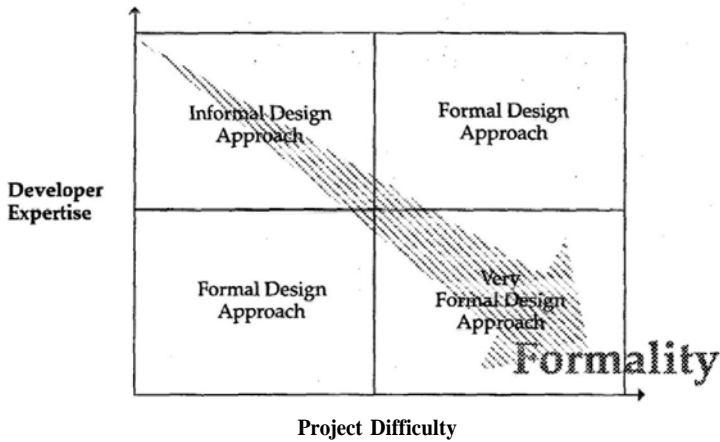 Informal Design
Approach
Formal Design
Approach
Developer
Expertise
Formal Design
Approach
Very
Formal Design
Approach
Formality
Project Difficulty